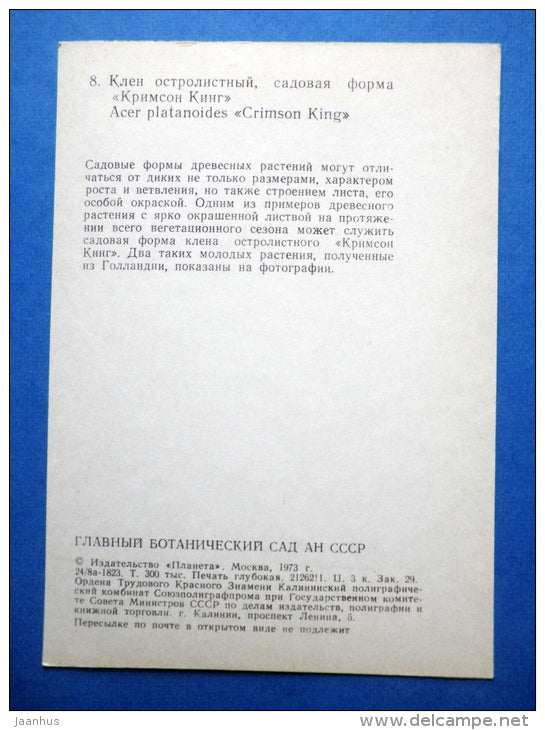 8. Клен остролистный, садовая форма
«Кримсон Кинг»
Acer platanoides «Crimson King»
Садовые формы древесных растений могут отли-
чаться от диких не только размерами, характером
роста и ветвления, но также строением листа, его
особой окраской. Одним из примеров древесного
растения с ярко окрашенной листвой на протяже-
нии всего вегетационного сезона может служить
садовая форма клена остролистного «Кримсон
Кинг». Два таких молодых растения, полученные
из Голландии, показаны на фотографии.
ГЛАВНЫЙ БОТАНИЧЕСКИЙ САД АН СССР
© Издательство «Планета». Москва, 1973 г.
24/8а-1823. Т. 300 тыс. Печать глубокая. 21262!1. Ц. 3 к. Зак. 29.
Ордена Трудового Красного Знамени Калининский полиграфиче-
ский комбинат Союзполиграфпрома при Государственном комите-
те Совета Министров СССР по делам издательств, полиграфии и
книжной торговли. г. Калинин, проспект Ленина, 5.
Пересылке по почте в открытом виде не подлежит
jaanhus
www.delcampe.net